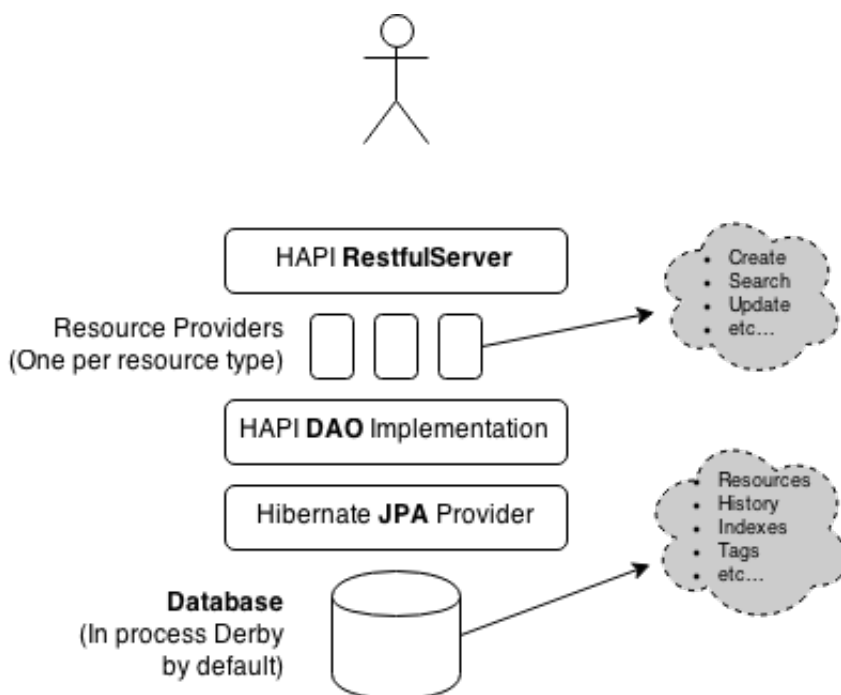 HAPI RestfulServer
Resource Providers
(One per resource type)
• Create
• Search
• Update
• etc...
HAPI DAO Implementation
Hibernate JPA Provider
Database
(In process Derby
by default)
• Resources
• History
• Indexes
• Tags
• etc...